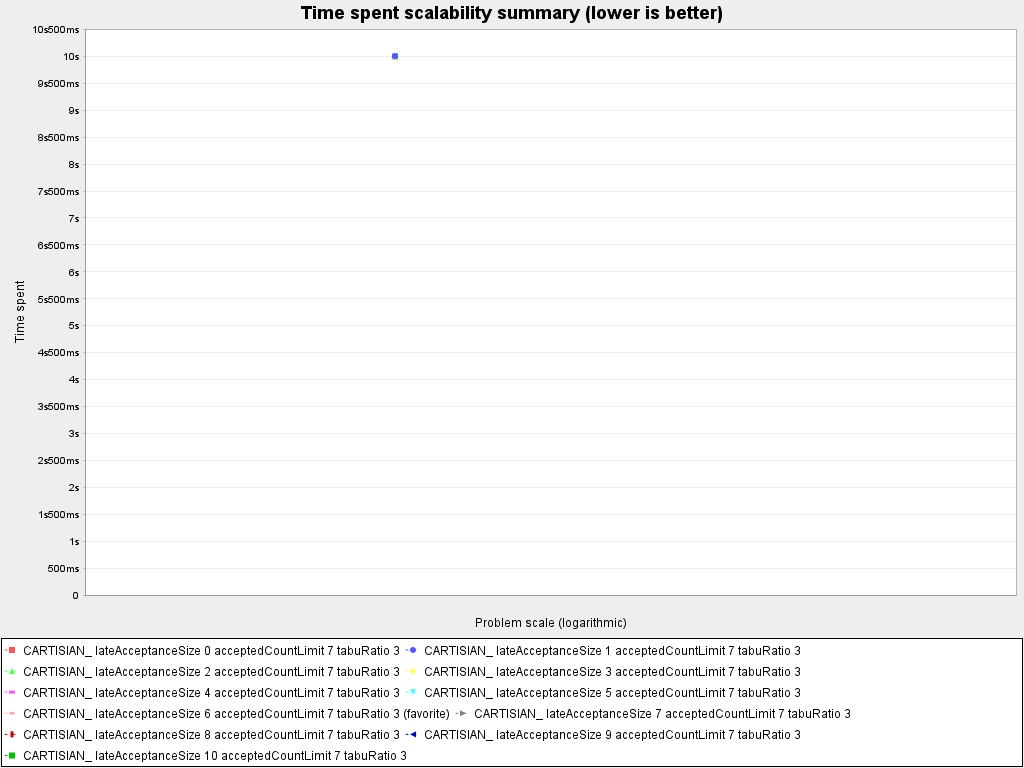 Time spent scalability summary (lower is better)
10s500ms
10s
9s500ms
9s
8s500ms
8s
7s500ms
7s
6s500ms
6s
5s500ms
5s
4s500ms
4s
3s500ms
3s
2s500ms
2s
1s500ms
1s
500ms
0
Time spent
Problem scale (logarithmic)
CARTISIAN_ lateAcceptanceSize 0 acceptedCountLimit 7 tabuRatio 3 CARTISIAN_ lateAcceptanceSize 1 acceptedCountLimit 7 tabuRatio 3
CARTISIAN_ lateAcceptanceSize 2 acceptedCountLimit 7 tabuRatio 3 CARTISIAN_ lateAcceptanceSize 3 acceptedCountLimit 7 tabuRatio 3
CARTISIAN_ lateAcceptanceSize 4 acceptedCountLimit 7 tabuRatio 3 CARTISIAN_ lateAcceptanceSize 5 acceptedCountLimit 7 tabuRatio 3
CARTISIAN_ lateAcceptanceSize 6 acceptedCountLimit 7 tabuRatio 3 (favorite) CARTISIAN_ lateAcceptanceSize 7 acceptedCountLimit 7 tabuRatio 3
CARTISIAN_ lateAcceptanceSize 8 acceptedCountLimit 7 tabuRatio 3 CARTISIAN_ lateAcceptanceSize 9 acceptedCountLimit 7 tabuRatio 3
CARTISIAN_ lateAcceptanceSize 10 acceptedCountLimit 7 tabuRatio 3